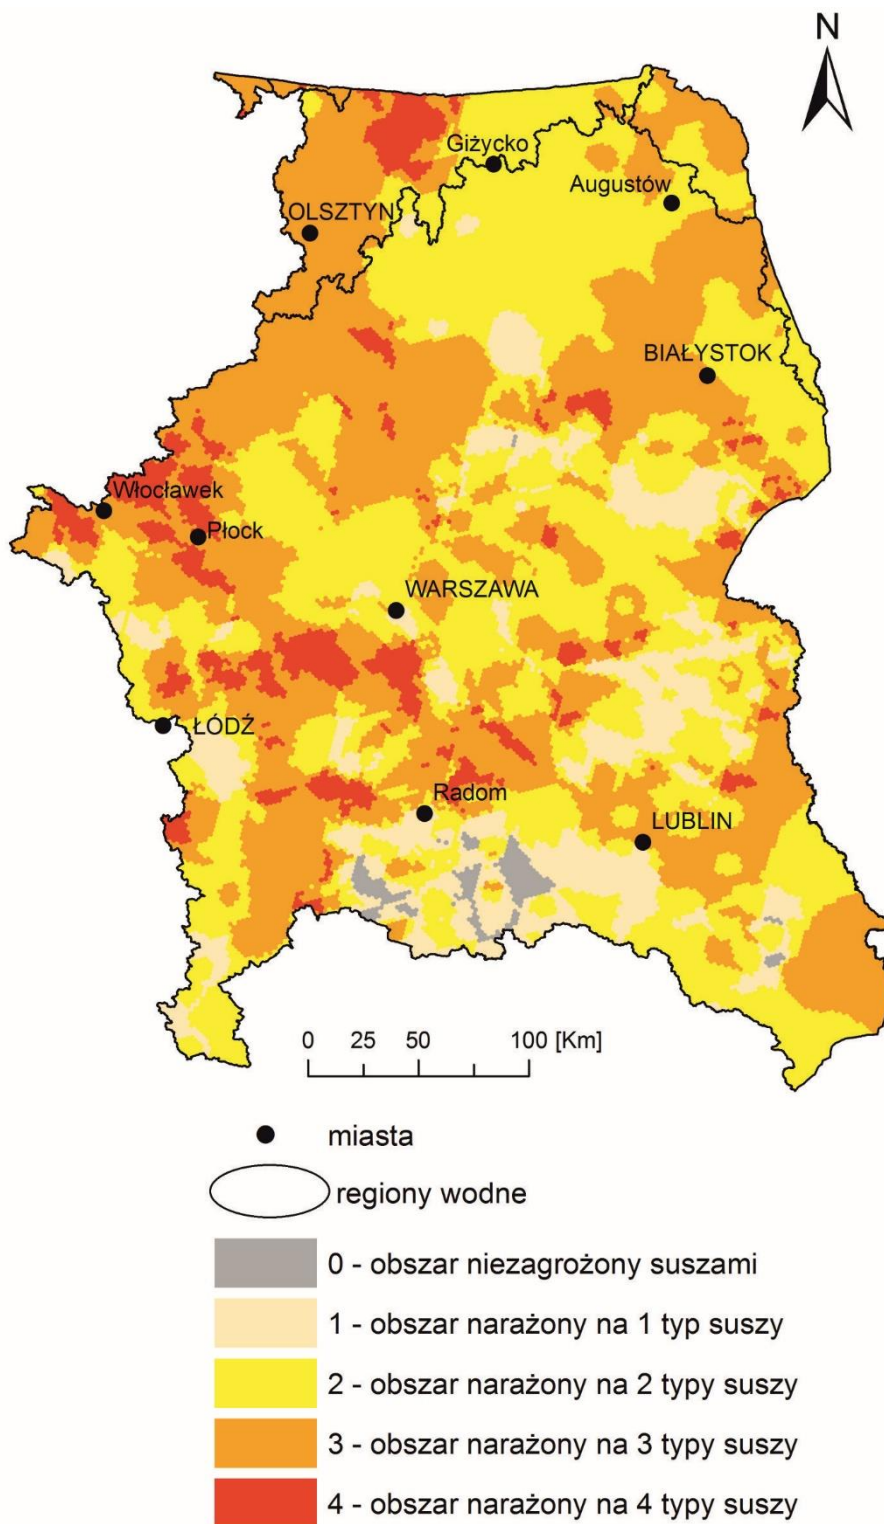 N
Giżycko
Augustów
OLSZTYN
BIAŁYSTOK
Włocławek
Płock
WARSZAWA
ŁÓDŹ
Radom
LUBLIN
0 25 50 100 [Km]
miasta
regiony wodne
0 - obszar niezagrożony suszami
1 - obszar narażony na 1 typ suszy
2 - obszar narażony na 2 typy suszy
3 - obszar narażony na 3 typy suszy
4 - obszar narażony na 4 typy suszy